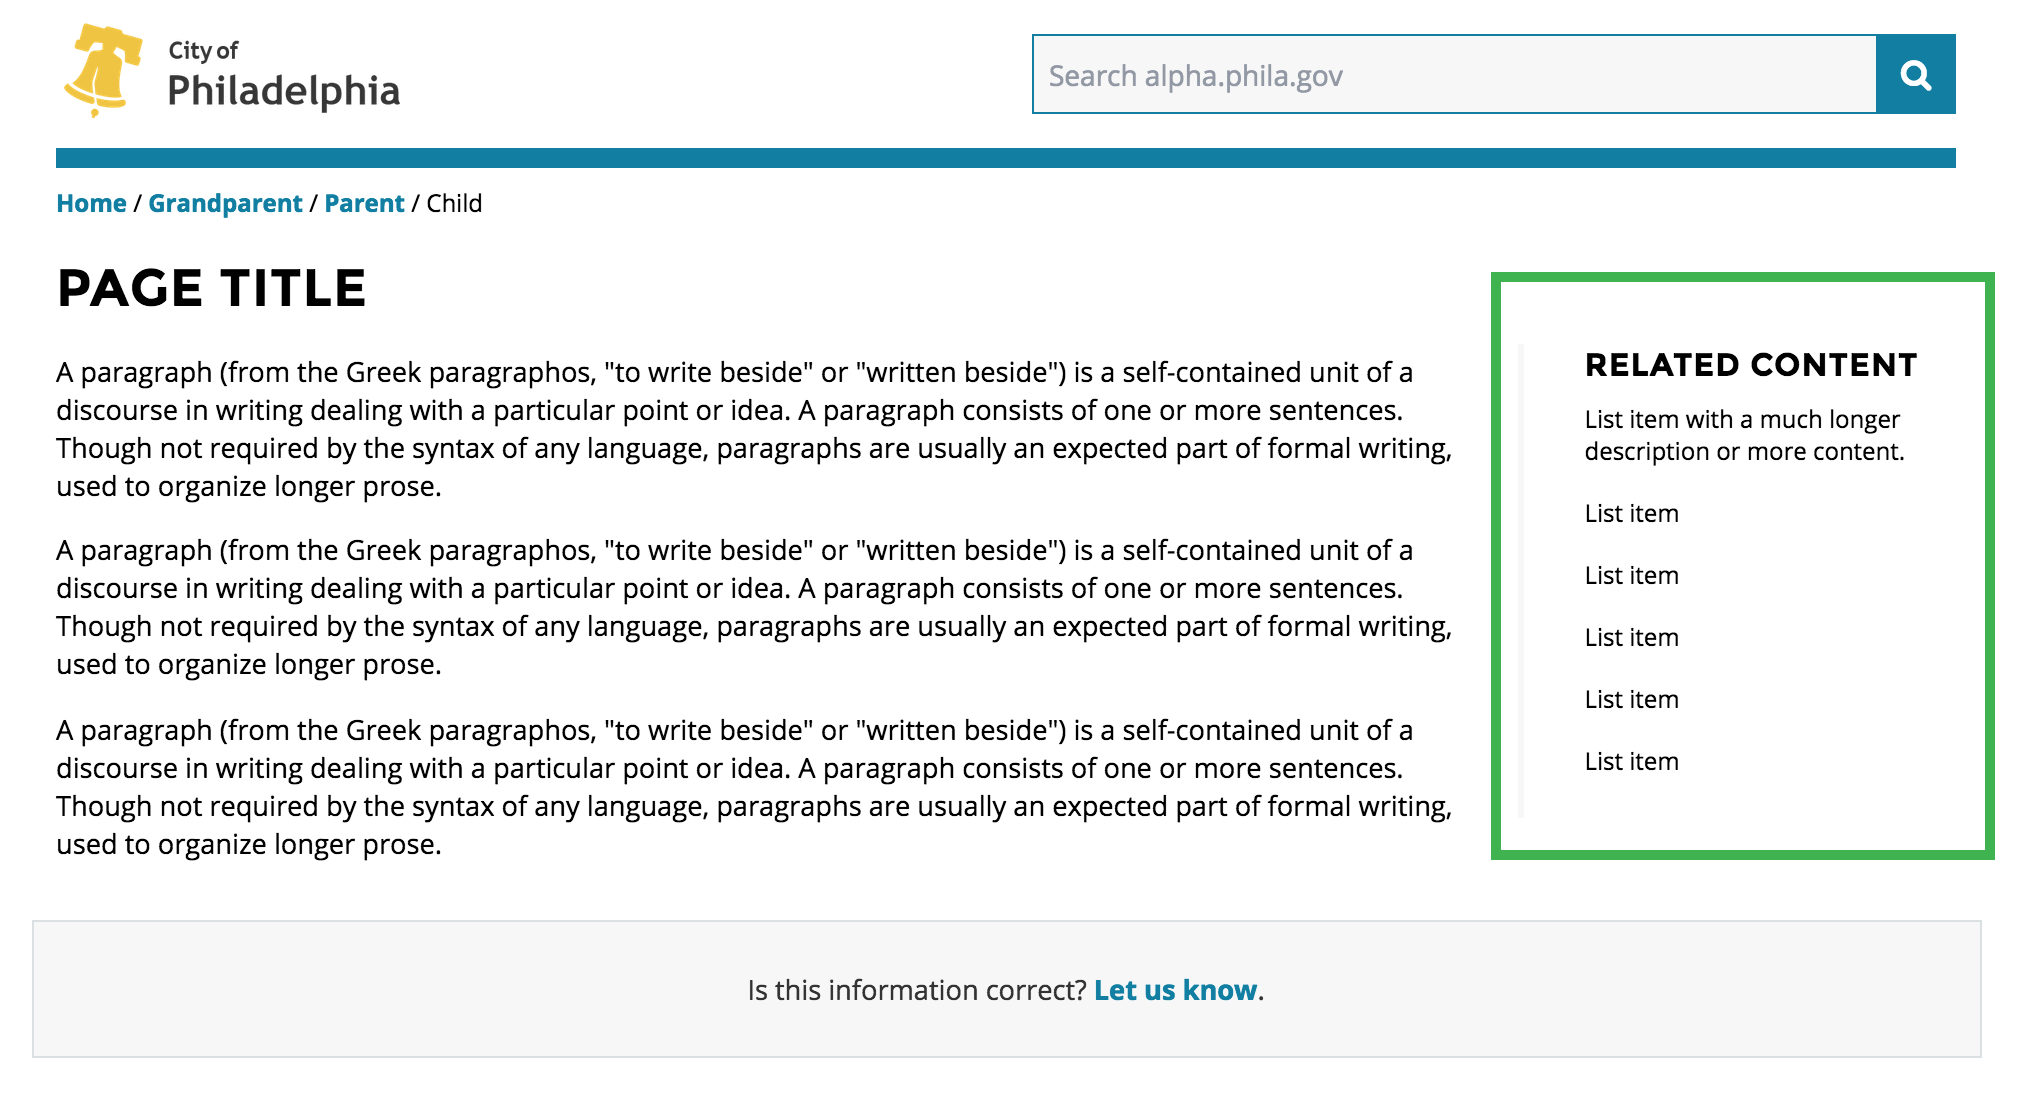 City of
Philadelphia
Search alpha.phila.gov
Home / Grandparent / Parent / Child
PAGE TITLE
A paragraph (from the Greek paragraphos, "to write beside" or "written beside") is a self-contained unit of a
discourse in writing dealing with a particular point or idea. A paragraph consists of one or more sentences.
Though not required by the syntax of any language, paragraphs are usually an expected part of formal writing,
used to organize longer prose.
A paragraph (from the Greek paragraphos, "to write beside" or "written beside") is a self-contained unit of a
discourse in writing dealing with a particular point or idea. A paragraph consists of one or more sentences.
Though not required by the syntax of any language, paragraphs are usually an expected part of formal writing,
used to organize longer prose.
A paragraph (from the Greek paragraphos, "to write beside" or "written beside") is a self-contained unit of a
discourse in writing dealing with a particular point or idea. A paragraph consists of one or more sentences.
Though not required by the syntax of any language, paragraphs are usually an expected part of formal writing,
used to organize longer prose.
RELATED CONTENT
List item with a much longer
description or more content.
List item
List item
List item
List item
List item
Is this information correct? Let us know.